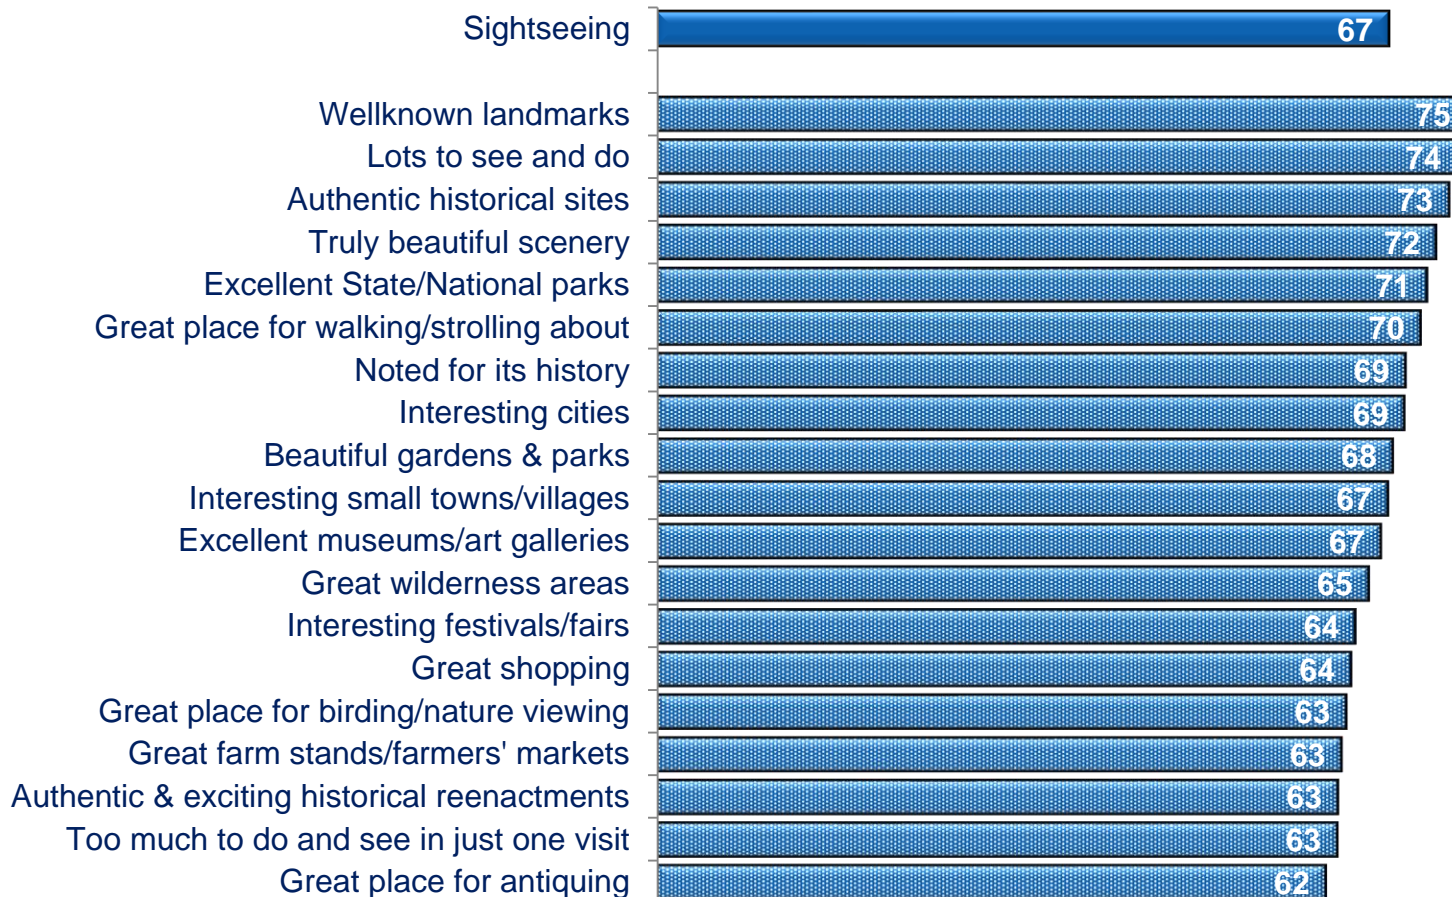 Sightseeing 67
Wellknown landmarks 75
Lots to see and do 74
Authentic historical sites 73
Truly beautiful scenery 72
Excellent State/National parks 71
Great place for walking/strolling about 70
Noted for its history 69
Interesting cities 69
Beautiful gardens & parks 68
Interesting small towns/villages 67
Excellent museums/art galleries 67
Great wilderness areas 65
Interesting festivals/fairs 64
Great shopping 64
Great place for birding/nature viewing 63
Great farm stands/farmers' markets 63
Authentic & exciting historical reenactments 63
Too much to do and see in just one visit 63
Great place for antiquing 62